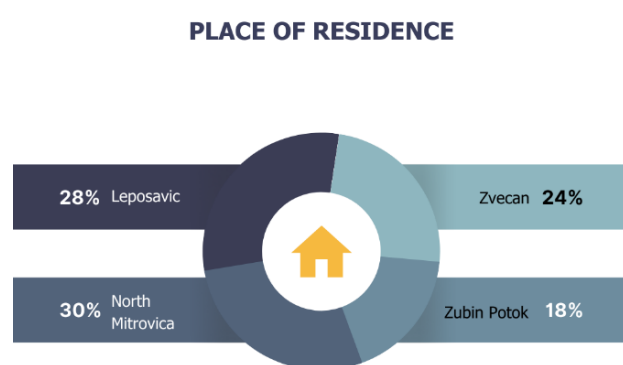 PLACE OF RESIDENCE
28% Leposavic
Zvecan 24%
30% North
Mitrovica
Zubin Potok 18%